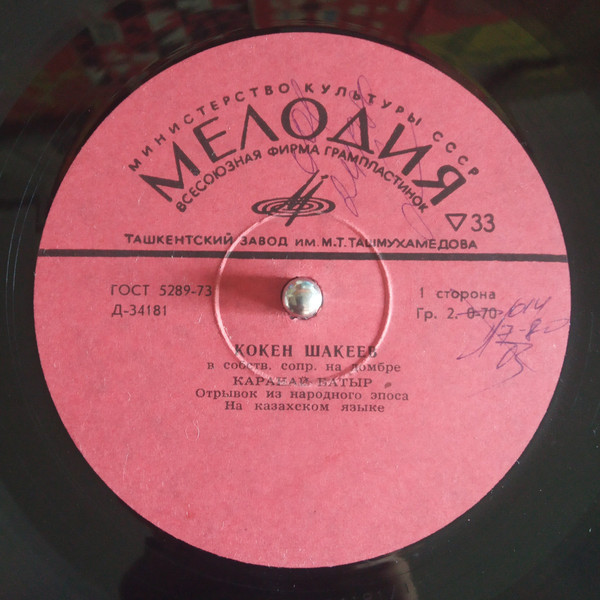 МИНИСТЕРСТВО КУЛЬТУРЫ СССР
МЕЛОДИЯ
ВСЕСОЮЗНАЯ ФИРМА ГРАМПЛАСТИНОК
▽33
ТАШКЕНТСКИЙ ЗАВОД ИМ. М.Т. ТАШМУХАМЕДОВА
ГОСТ 5289-73
Д-34181
1 сторона
Гр. 2. 0-70
КОКЕН ШАКЕЕВ
в собств. сопр. на домбре
КАРАБАЙ БАТЫР
Отрывок из народного эпоса
На казахском языке